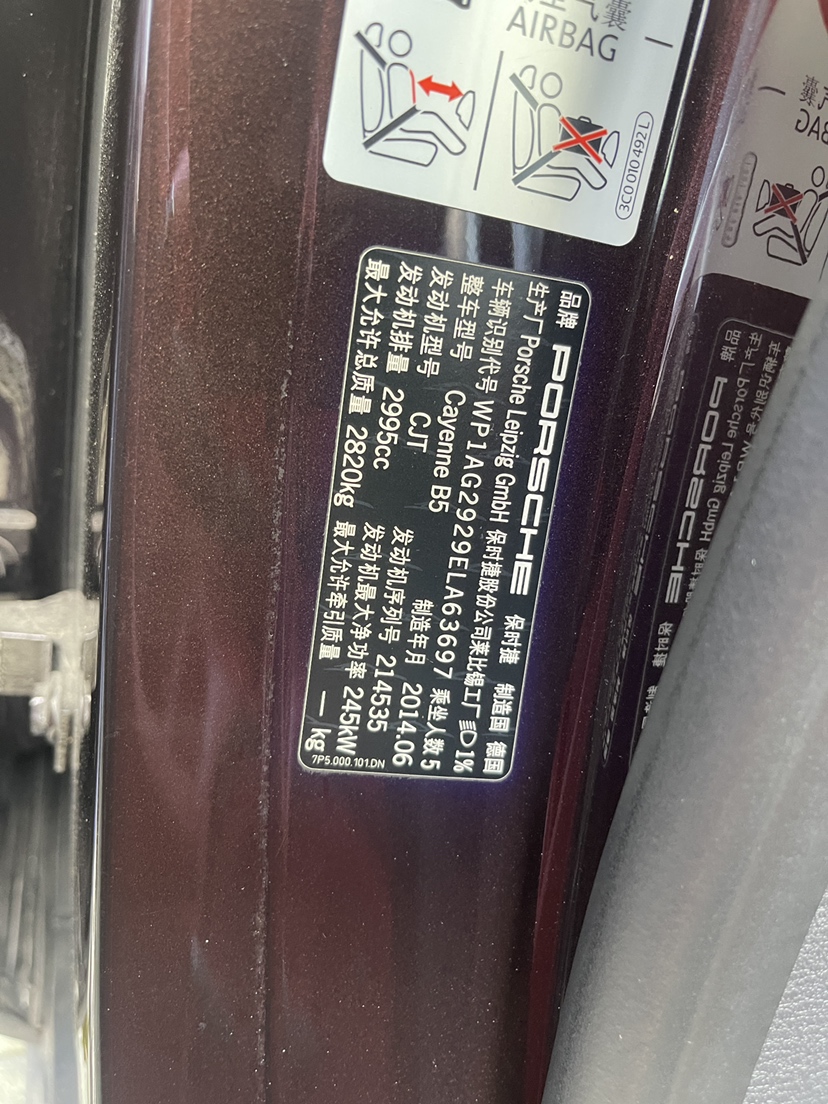 气囊
AIRBAG
3C0 010 492 L
品牌 PORSCHE 保时捷 制造国 德国
生产厂 Porsche Leipzig GmbH 保时捷股份公司莱比锡工厂 1%
车辆识别代号 WP1AG2929ELA63697 乘坐人数 5
整车型号 Cayenne B5 制造年月 2014.06
发动机型号 CJT 发动机序列号 214535
发动机排量 2995cc 发动机最大净功率 245kW
最大允许总质量 2820kg 最大允许牵引质量 — kg
7P5.000.101.DN